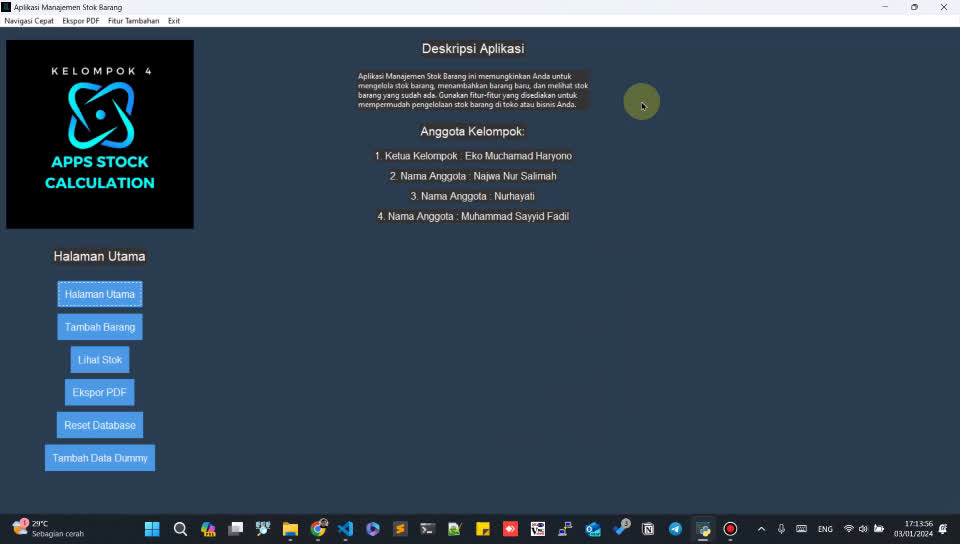 Aplikasi Manajemen Stok Barang
Navigasi Cepat Ekspor PDF Fitur Tambahan Exit
KELOMPOK 4
APPS STOCK
CALCULATION
Halaman Utama
Halaman Utama
Tambah Barang
Lihat Stok
Ekspor PDF
Reset Database
Tambah Data Dummy
Deskripsi Aplikasi
Aplikasi Manajemen Stok Barang ini memungkinkan Anda untuk
mengelola stok barang, menambahkan barang baru, dan melihat stok
barang yang sudah ada. Gunakan fitur-fitur yang disediakan untuk
mempermudah pengelolaan stok barang di toko atau bisnis Anda.
Anggota Kelompok:
1. Ketua Kelompok : Eko Muchamad Haryono
2. Nama Anggota : Najwa Nur Salimah
3. Nama Anggota : Nurhayati
4. Nama Anggota : Muhammad Sayyid Fadil
29°C
Sebagian cerah
ENG
17:13:56
03/01/2024